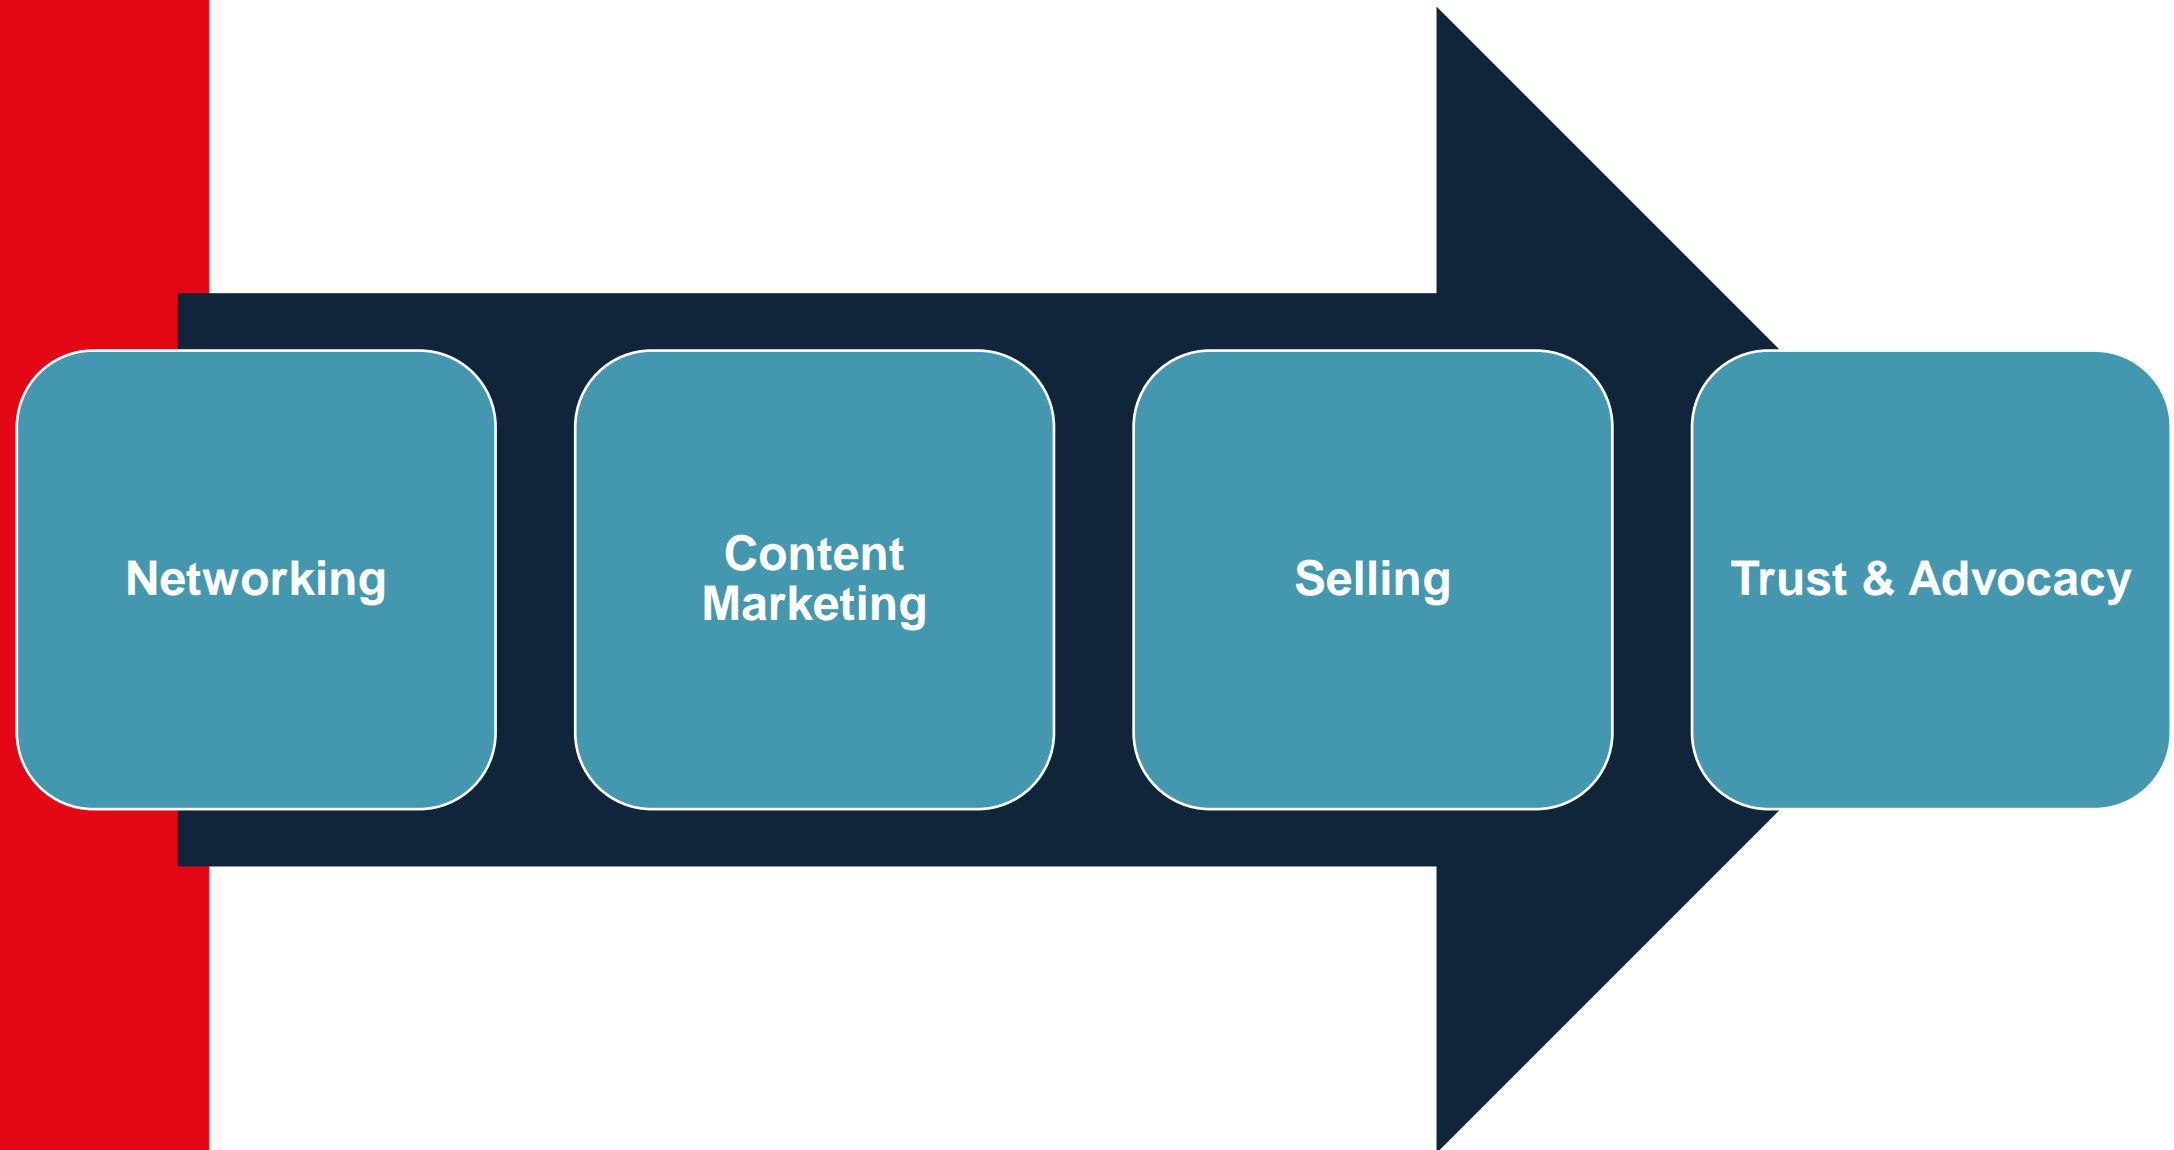 Networking
Content
Marketing
Selling
Trust & Advocacy